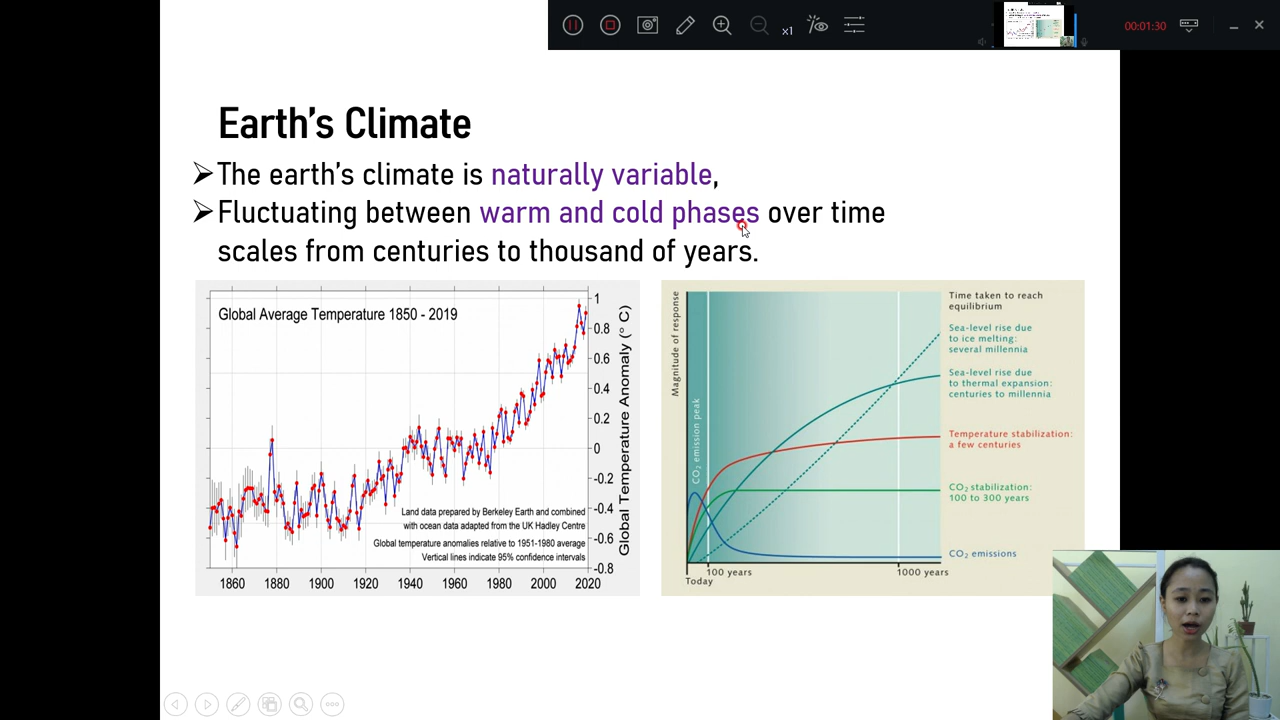 x1
00:01:30
Earth's Climate
➢The earth's climate is naturally variable,
➢Fluctuating between warm and cold phases over time
scales from centuries to thousand of years.
Global Average Temperature 1850 - 2019
1
0.8
0.6
0.4
0.2
0
-0.2
-0.4
-0.6
-0.8
Global Temperature Anomaly (° C)
Land data prepared by Berkeley Earth and combined
with ocean data adapted from the UK Hadley Centre
Global temperature anomalies relative to 1951-1980 average
Vertical lines indicate 95% confidence intervals
1860 1880 1900 1920 1940 1960 1980 2000 2020
Magnitude of response
CO₂ emission peak
Time taken to reach
equilibrium
Sea-level rise due
to ice melting:
several millennia
Sea-level rise due
to thermal expansion:
centuries to millennia
Temperature stabilization:
a few centuries
CO₂ stabilization:
100 to 300 years
CO₂ emissions
Today 100 years 1000 years